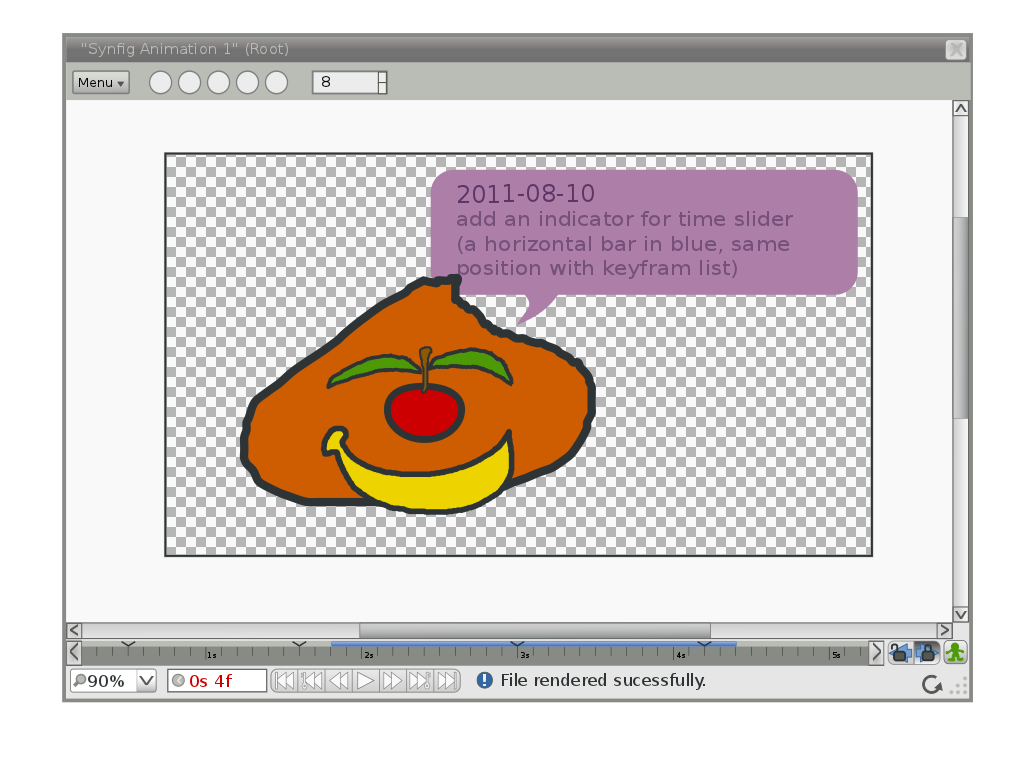 "Synfig Animation 1" (Root)
Menu
8
2011-08-10
add an indicator for time slider
(a horizontal bar in blue, same
position with keyfram list)
1s 2s 3s 4s 5s
90% 0s 4f File rendered sucessfully.